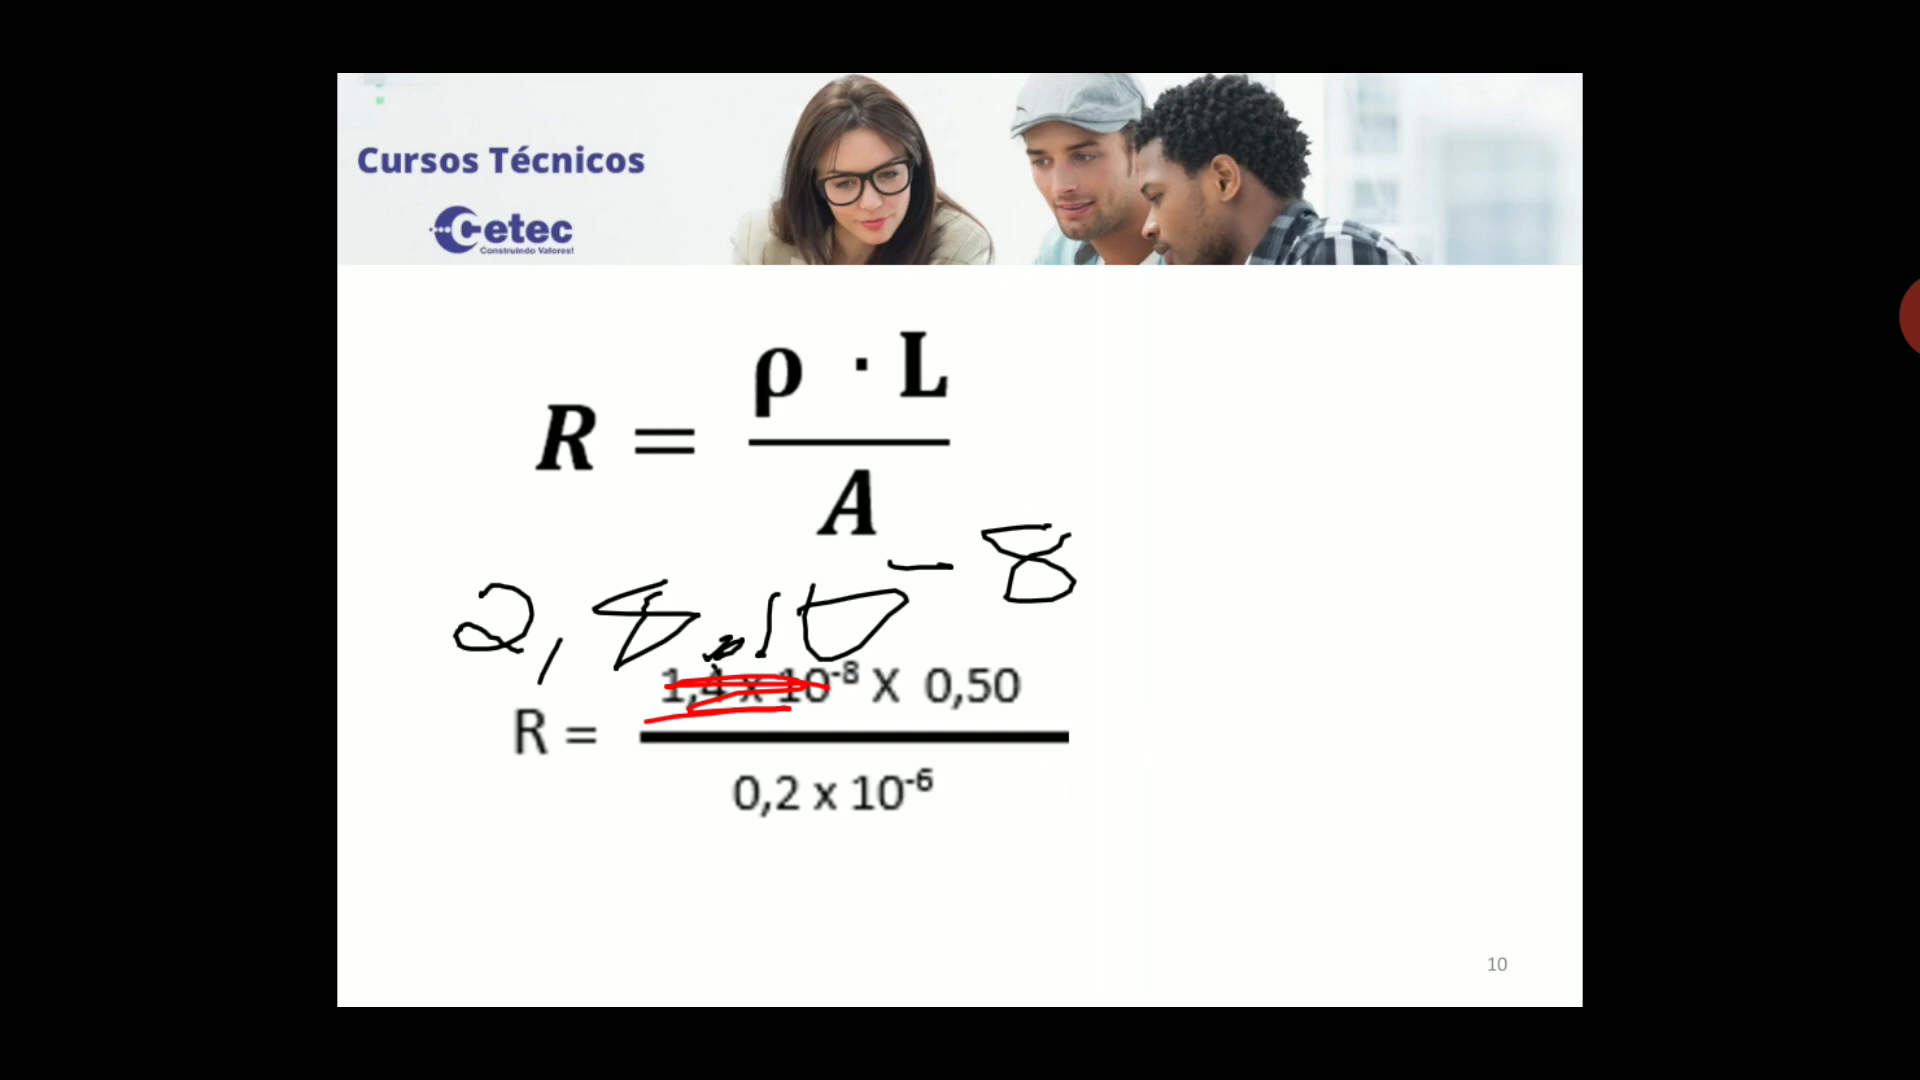 Cursos Técnicos
Cetec
Construindo Valores!
R = ρ · L / A
2,8.10⁻⁸
R = 1,4 x 10⁻⁸ X 0,50 / 0,2 x 10⁻⁶
10